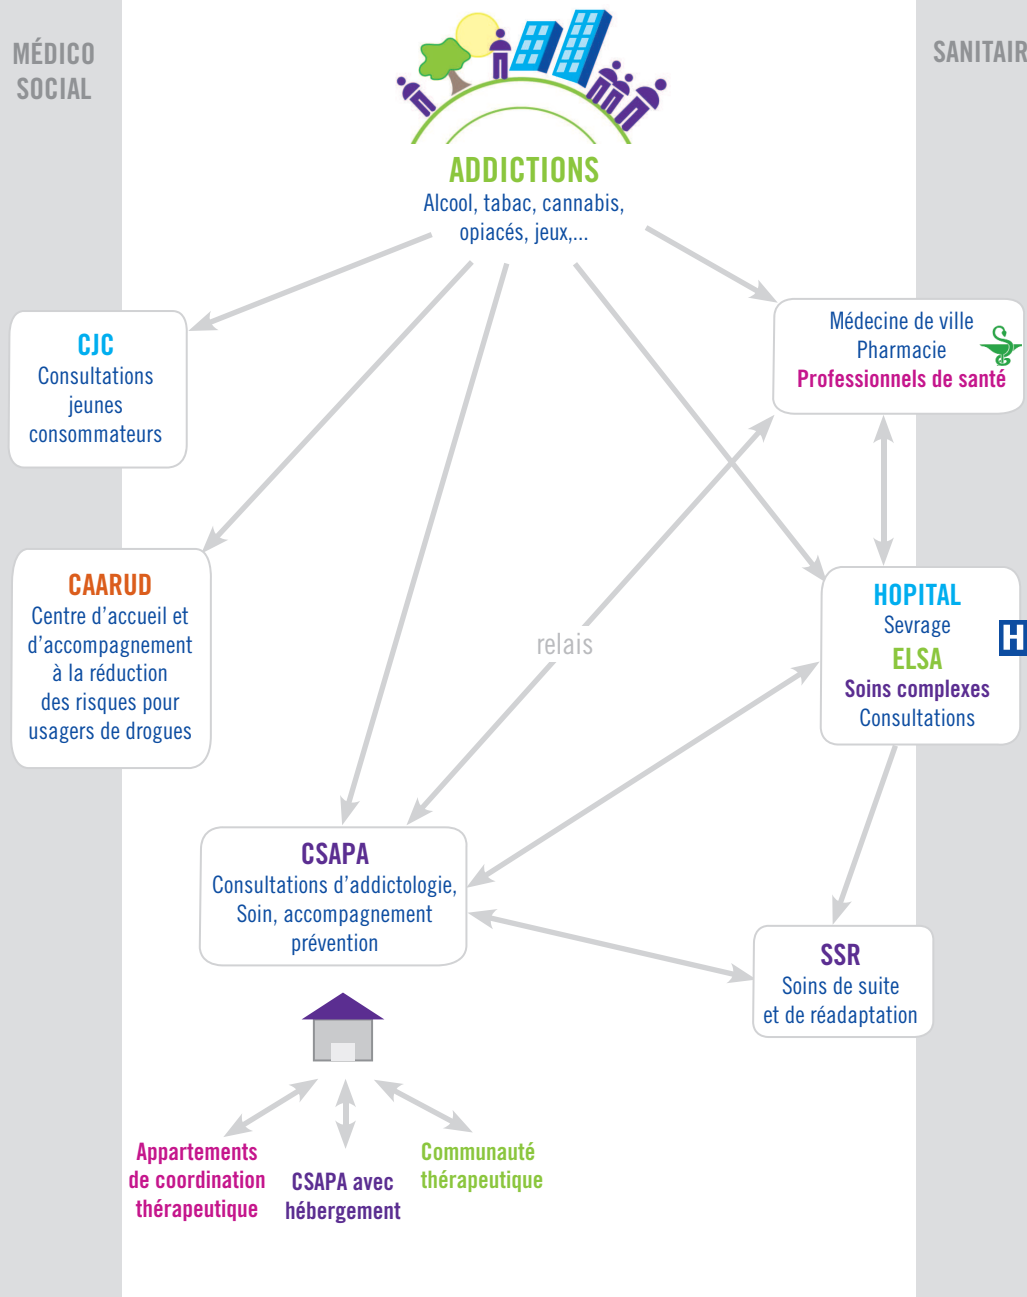 MÉDICO
SOCIAL
SANITAIR
ADDICTIONS
Alcool, tabac, cannabis,
opiacés, jeux,...
CJC
Consultations
jeunes
consommateurs
Médecine de ville
Pharmacie
Professionnels de santé
CAARUD
Centre d'accueil et
d'accompagnement
à la réduction
des risques pour
usagers de drogues
HOPITAL
Sevrage
ELSA
Soins complexes
Consultations
H
relais
CSAPA
Consultations d'addictologie,
Soin, accompagnement
prévention
SSR
Soins de suite
et de réadaptation
Appartements
de coordination
thérapeutique
CSAPA avec
hébergement
Communauté
thérapeutique